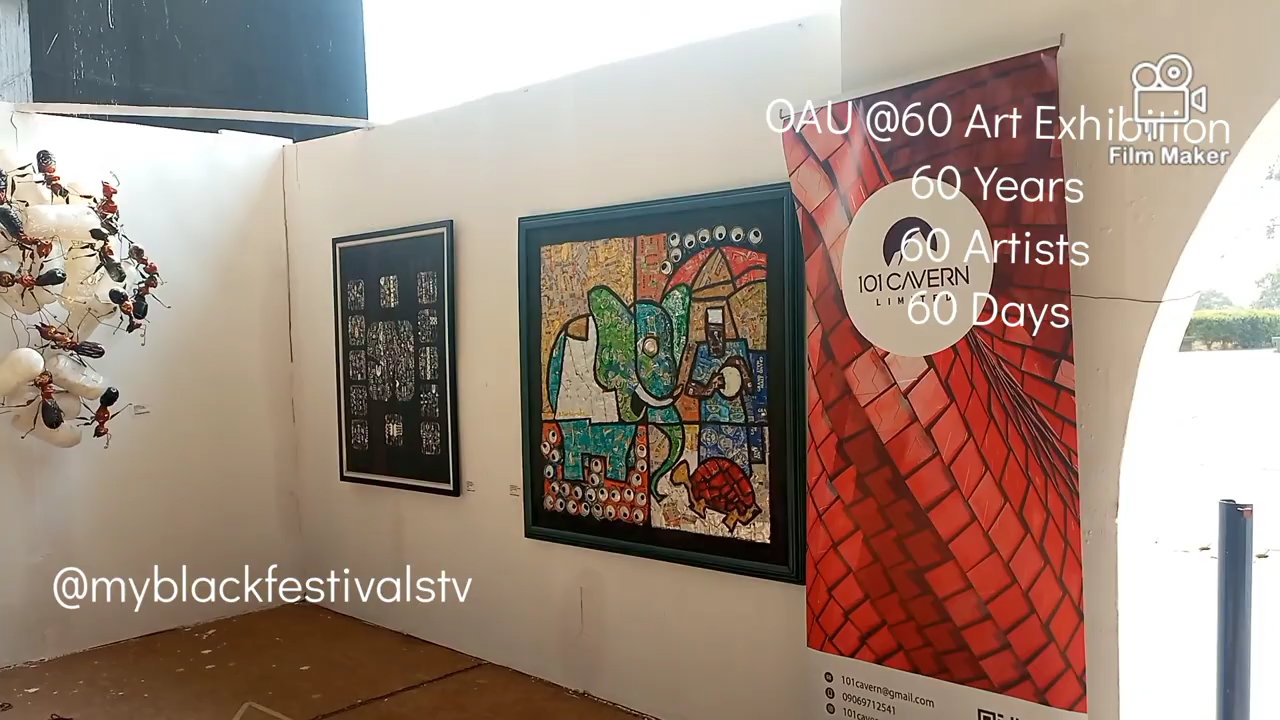 OAU @60 Art Exhibition
Film Maker
60 Years
60 Artists
60 Days
101 CAVERN
LIMITED
@myblackfestivalstv
101cavern@gmail.com
09069712541